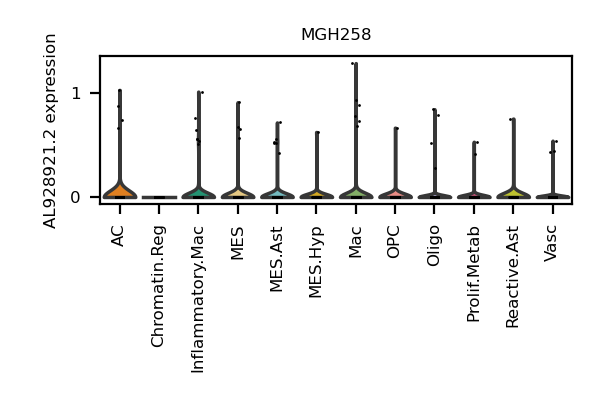 MGH258
AL928921.2 expression
1
0
AC
Chromatin.Reg
Inflammatory.Mac
MES
MES.Ast
MES.Hyp
Mac
OPC
Oligo
Prolif.Metab
Reactive.Ast
Vasc